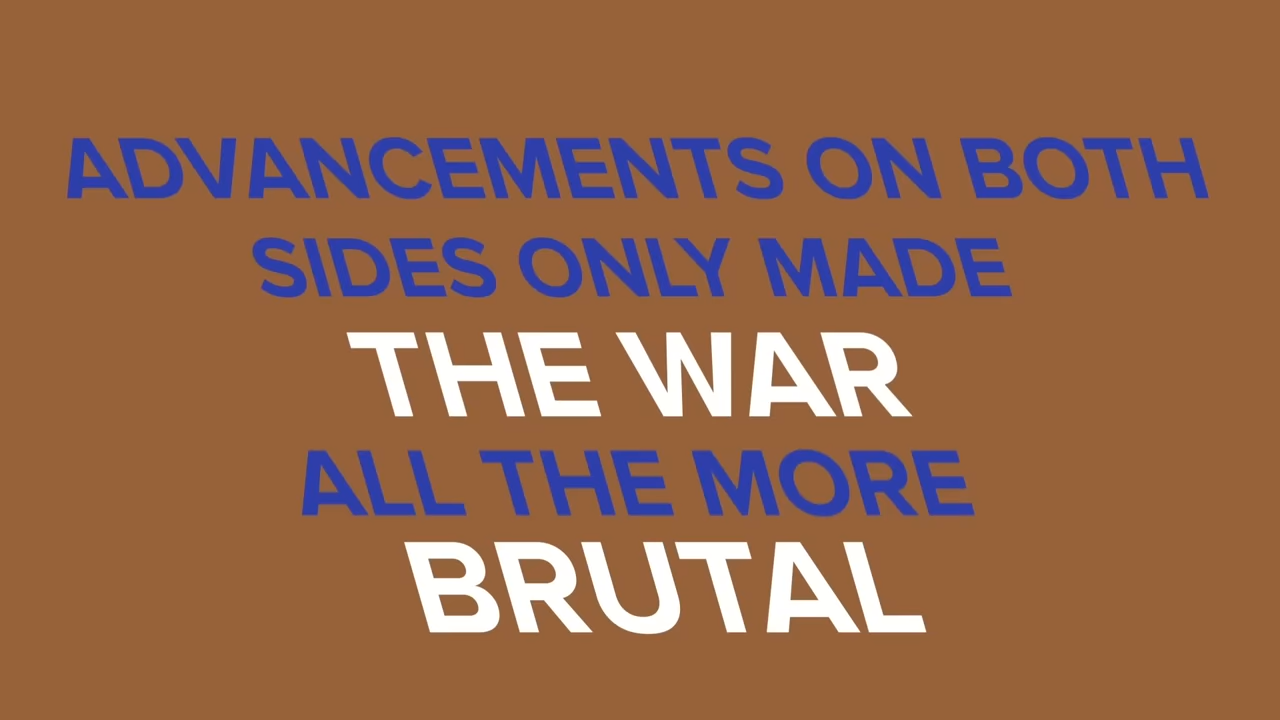 ADVANCEMENTS ON BOTH
SIDES ONLY MADE
THE WAR
ALL THE MORE
BRUTAL